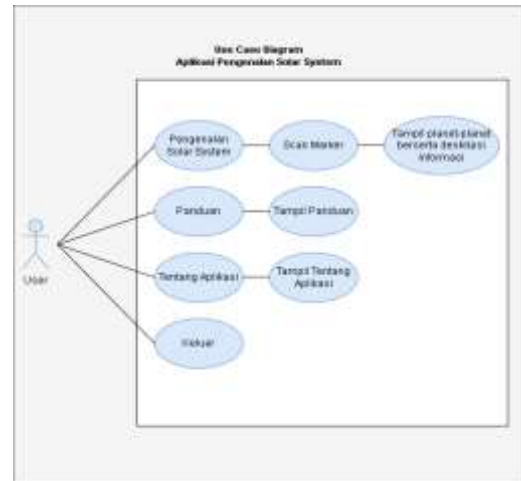 Use Case Diagram
Aplikasi Pengenalan Solar System
Pengenalan
Solar System
Scan Marker
Tampil planet-planet
beserta deskripsi
informasi
Panduan
Tampil Panduan
User
Tentang Aplikasi
Tampil Tentang
Aplikasi
Keluar